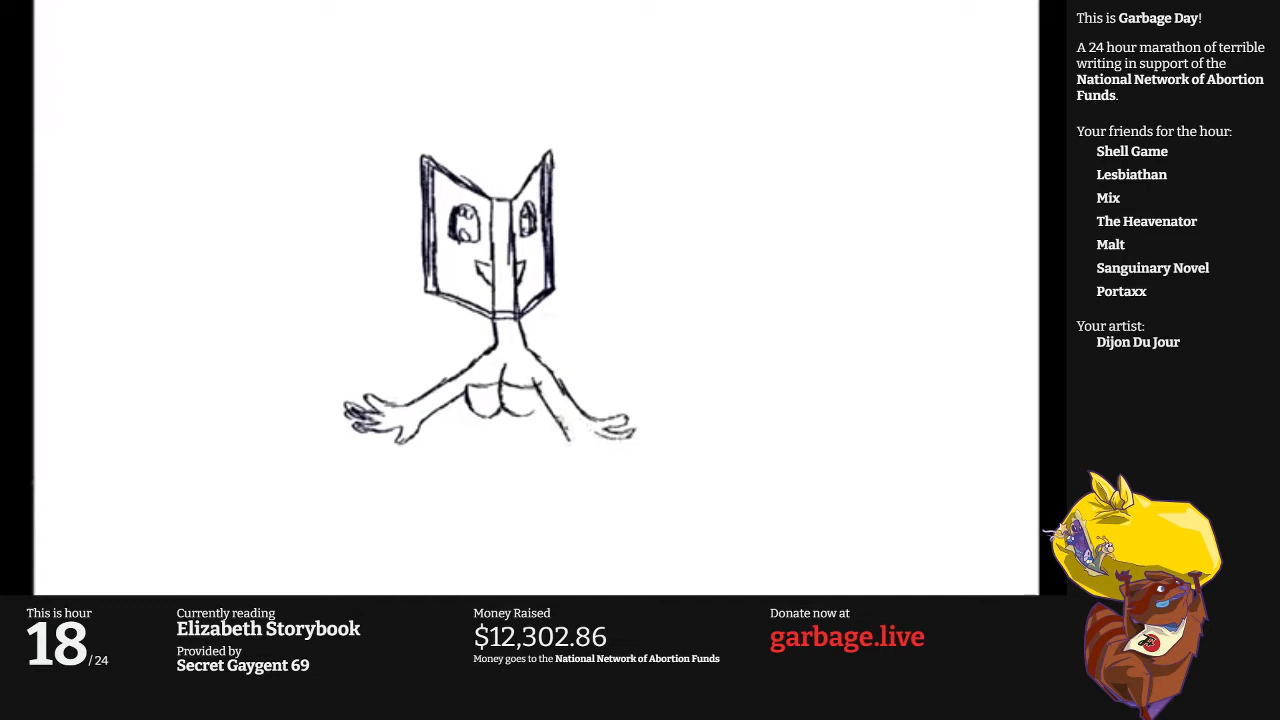 This is Garbage Day!
A 24 hour marathon of terrible
writing in support of the
National Network of Abortion
Funds.
Your friends for the hour:
Shell Game
Lesbiathan
Mix
The Heavenator
Malt
Sanguinary Novel
Portaxx
Your artist:
Dijon Du Jour
This is hour
18 / 24
Currently reading
Elizabeth Storybook
Provided by
Secret Gaygent 69
Money Raised
$12,302.86
Money goes to the National Network of Abortion Funds
Donate now at
garbage.live